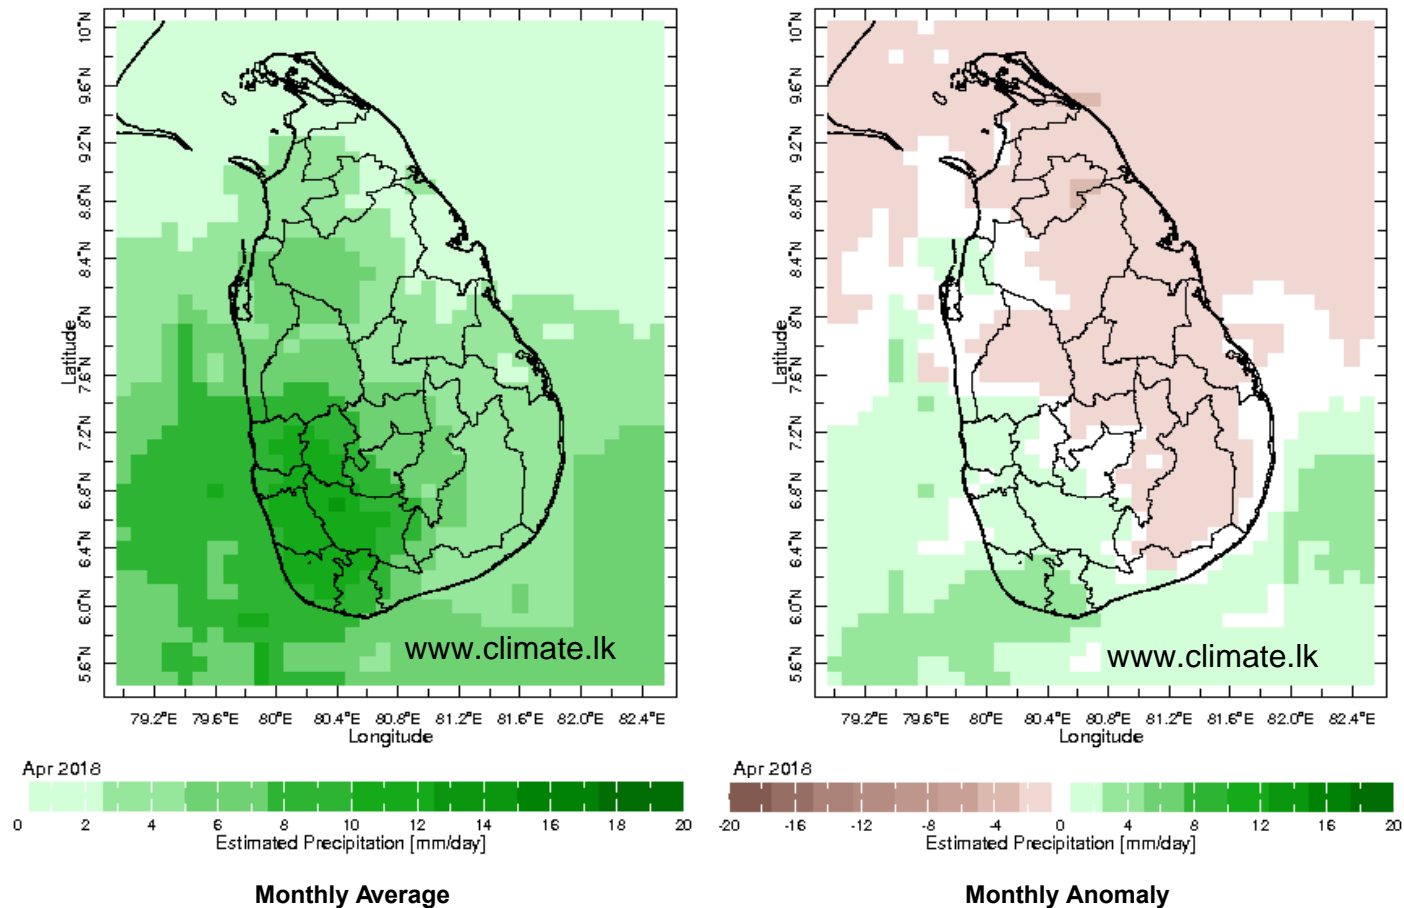 10°N
9.6°N
9.2°N
8.8°N
8.4°N
8°N
7.6°N
7.2°N
6.8°N
6.4°N
6.0°N
5.6°N
Latitude
www.climate.lk
79.2°E 79.6°E 80°E 80.4°E 80.8°E 81.2°E 81.6°E 82.0°E 82.4°E
Longitude
Apr 2018
0 2 4 6 8 10 12 14 16 18 20
Estimated Precipitation [mm/day]
Monthly Average
10°N
9.6°N
9.2°N
8.8°N
8.4°N
8°N
7.6°N
7.2°N
6.8°N
6.4°N
6.0°N
5.6°N
Latitude
www.climate.lk
79.2°E 79.6°E 80°E 80.4°E 80.8°E 81.2°E 81.6°E 82.0°E 82.4°E
Longitude
Apr 2018
-20 -16 -12 -8 -4 0 4 8 12 16 20
Estimated Precipitation [mm/day]
Monthly Anomaly